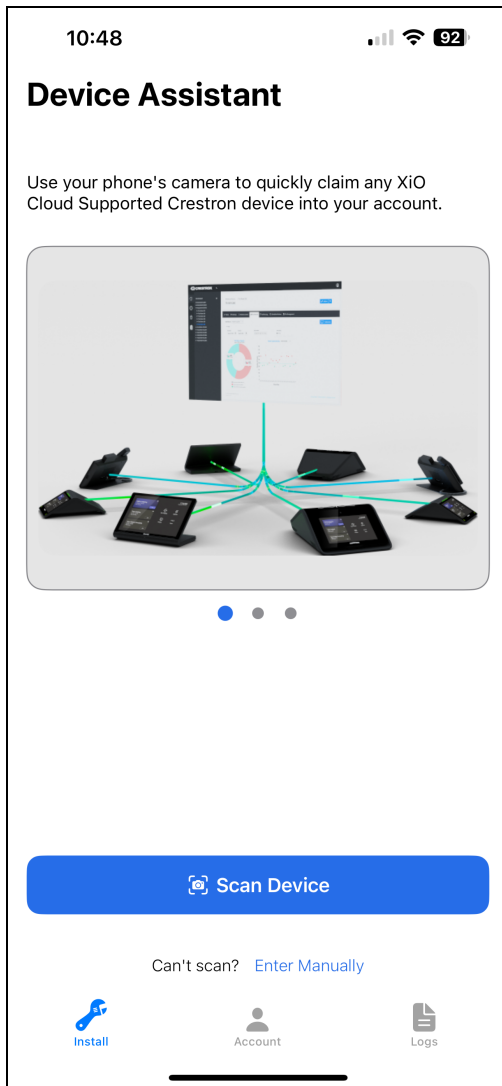 10:48
92
Device Assistant
Use your phone's camera to quickly claim any XiO
Cloud Supported Crestron device into your account.
Scan Device
Can't scan? Enter Manually
Install
Account
Logs